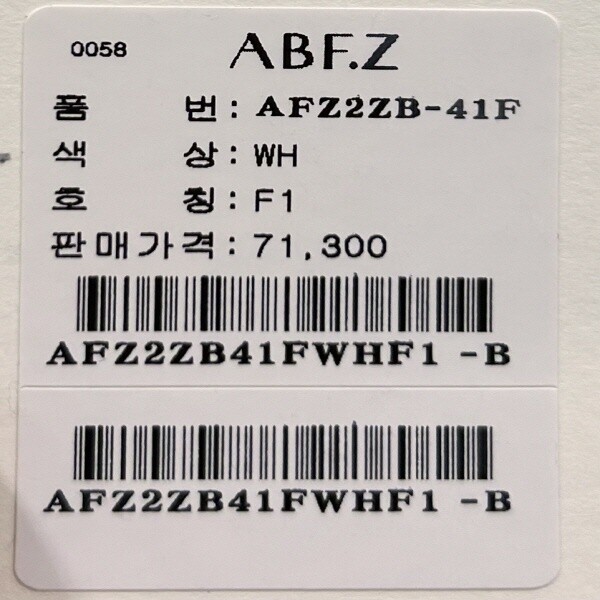 0058 ABF.Z
품 번 : AFZ2ZB-41F
색 상 : WH
호 칭 : F1
판매가격 : 71,300
AFZ2ZB41FWHF1 -B
AFZ2ZB41FWHF1 -B